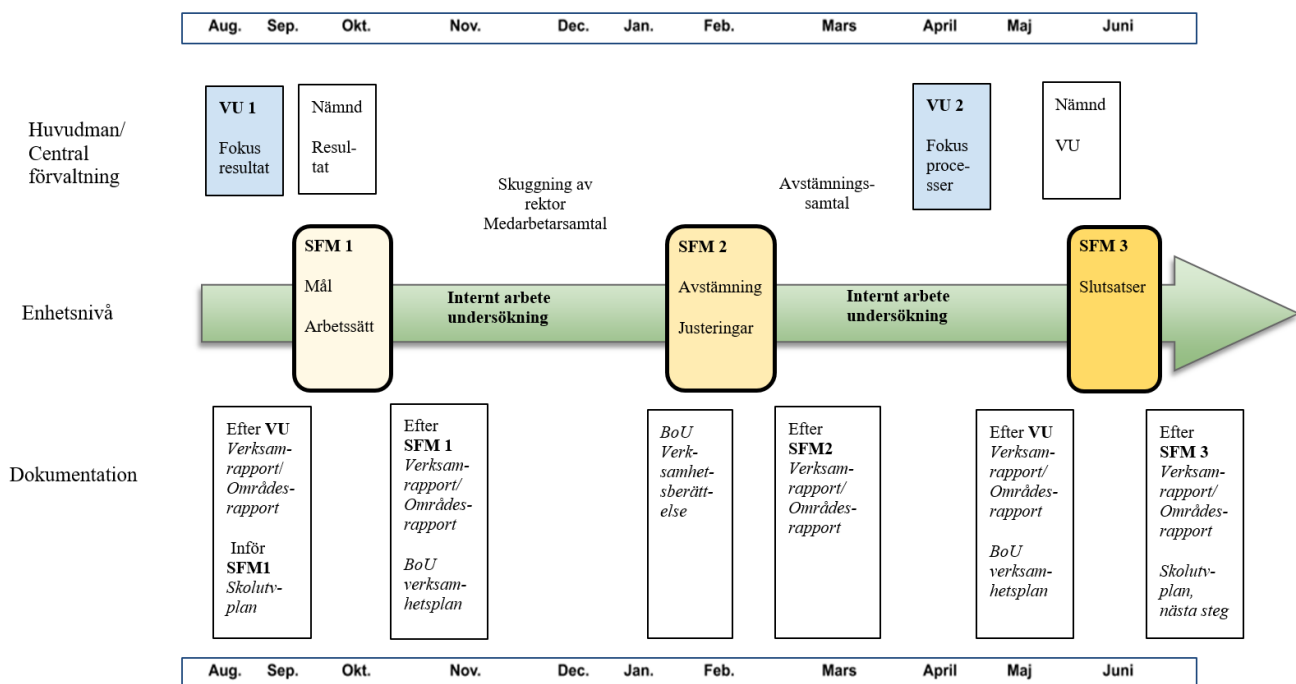 Aug. Sep. Okt. Nov. Dec. Jan. Feb. Mars April Maj Juni
Huvudman/
Central
förvaltning
VU 1
Fokus
resultat
Nämnd
Resul-
tat
Skuggning av
rektor
Medarbetarsamtal
Avstämnings-
samtal
VU 2
Fokus
proce-
sser
Nämnd
VU
Enhetsnivå
SFM 1
Mål
Arbetssätt
Internt arbete
undersökning
SFM 2
Avstämning
Justeringar
Internt arbete
undersökning
SFM 3
Slutsatser
Dokumentation
Efter VU
Verksam-
rapport/
Områdes-
rapport
Inför
SFM1
Skolutv-
plan
Efter
SFM 1
Verksam-
rapport/
Områdes-
rapport
BoU
verksam-
hetsplan
BoU
Verk-
samhet-
sberätt-
else
Efter
SFM2
Verksam-
rapport/
Områdes-
rapport
Efter VU
Verksam-
rapport/
Områdes-
rapport
BoU
verksam-
hetsplan
Efter
SFM 3
Verksam-
rapport/
Områdes-
rapport
Skolutv-
plan,
nästa steg
Aug. Sep. Okt. Nov. Dec. Jan. Feb. Mars April Maj Juni